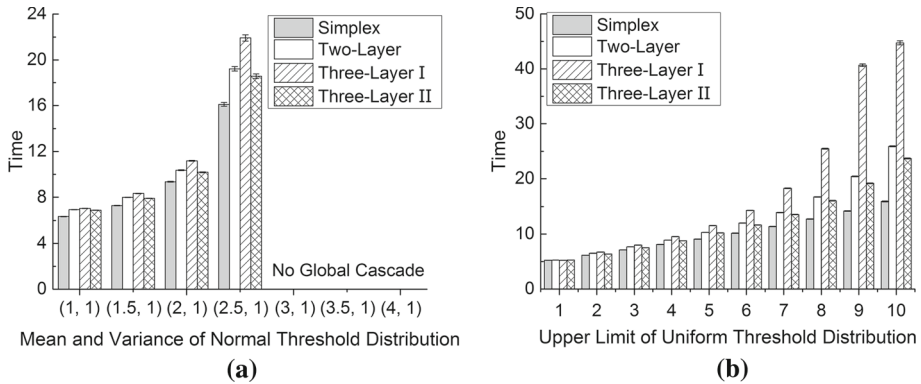 24
20
16
12
8
4
0
Time
Simplex
Two-Layer
Three-Layer I
Three-Layer II
No Global Cascade
(1, 1) (1.5, 1) (2, 1) (2.5, 1) (3, 1) (3.5, 1) (4, 1)
Mean and Variance of Normal Threshold Distribution
(a)
50
40
30
20
10
0
Time
Simplex
Two-Layer
Three-Layer I
Three-Layer II
1 2 3 4 5 6 7 8 9 10
Upper Limit of Uniform Threshold Distribution
(b)